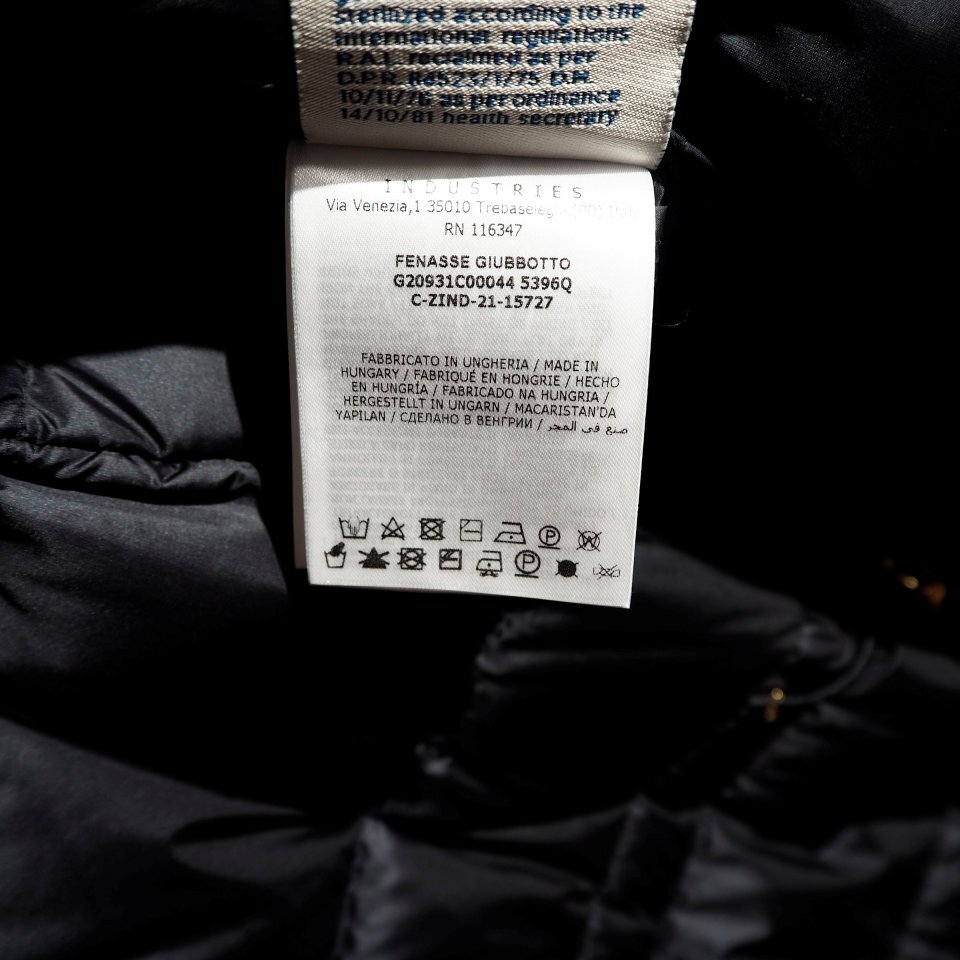 sterilized according to the
international regulations
R.A.L. reclaimed as per
D.P.R. R4523/1/75 D.M.
10/11/76 as per ordinance
14/10/81 health secretary
INDUSTRIES
Via Venezia,1 35010 Trebaseleghe(PD) Italy
RN 116347
FENASSE GIUBBOTTO
G20931C00044 5396Q
C-ZIND-21-15727
FABBRICATO IN UNGHERIA / MADE IN
HUNGARY / FABRIQUÉ EN HONGRIE / HECHO
EN HUNGRÍA / FABRICADO NA HUNGRIA /
HERGESTELLT IN UNGARN / MACARISTAN'DA
YAPILAN / СДЕЛАНО В ВЕНГРИИ / صنع في المجر